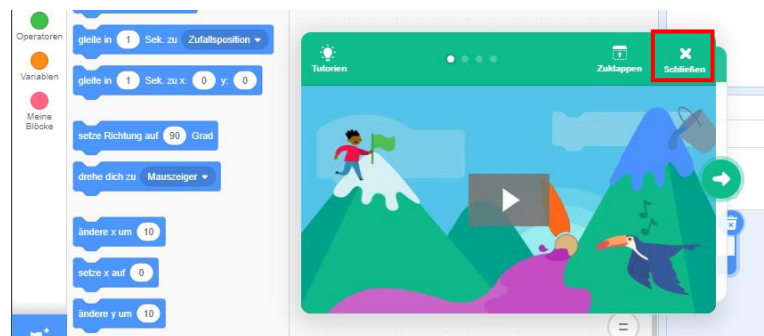 Operatoren
Variablen
Meine
Blöcke
gleite in 1 Sek. zu Zufallsposition
gleite in 1 Sek. zu x: 0 y: 0
setze Richtung auf 90 Grad
drehe dich zu Mauszeiger
ändere x um 10
setze x auf 0
ändere y um 10
Tutorien
Zuklappen
Schließen